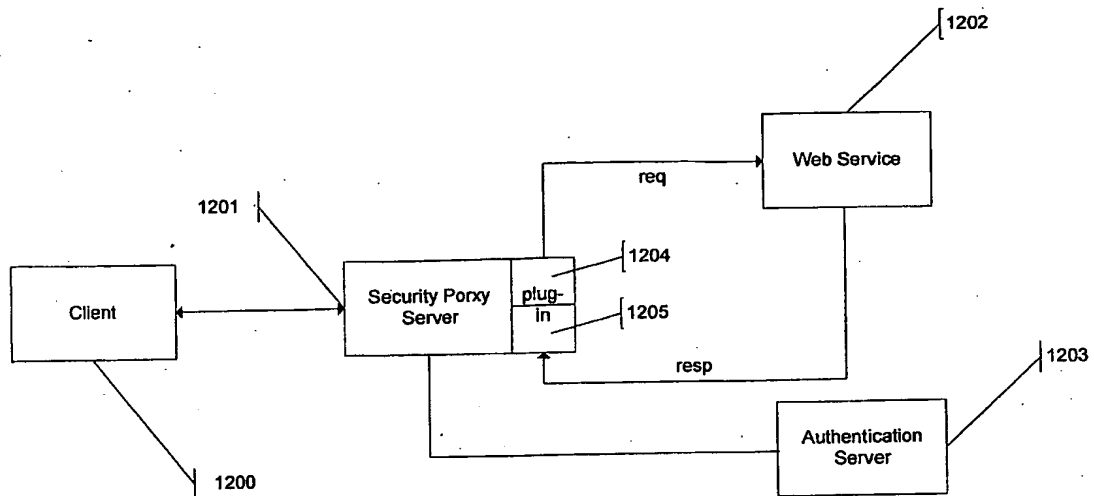 1202
Web Service
req
1201
1204
Client
Security Porxy
Server
plug-
in
1205
resp
1203
Authentication
Server
1200